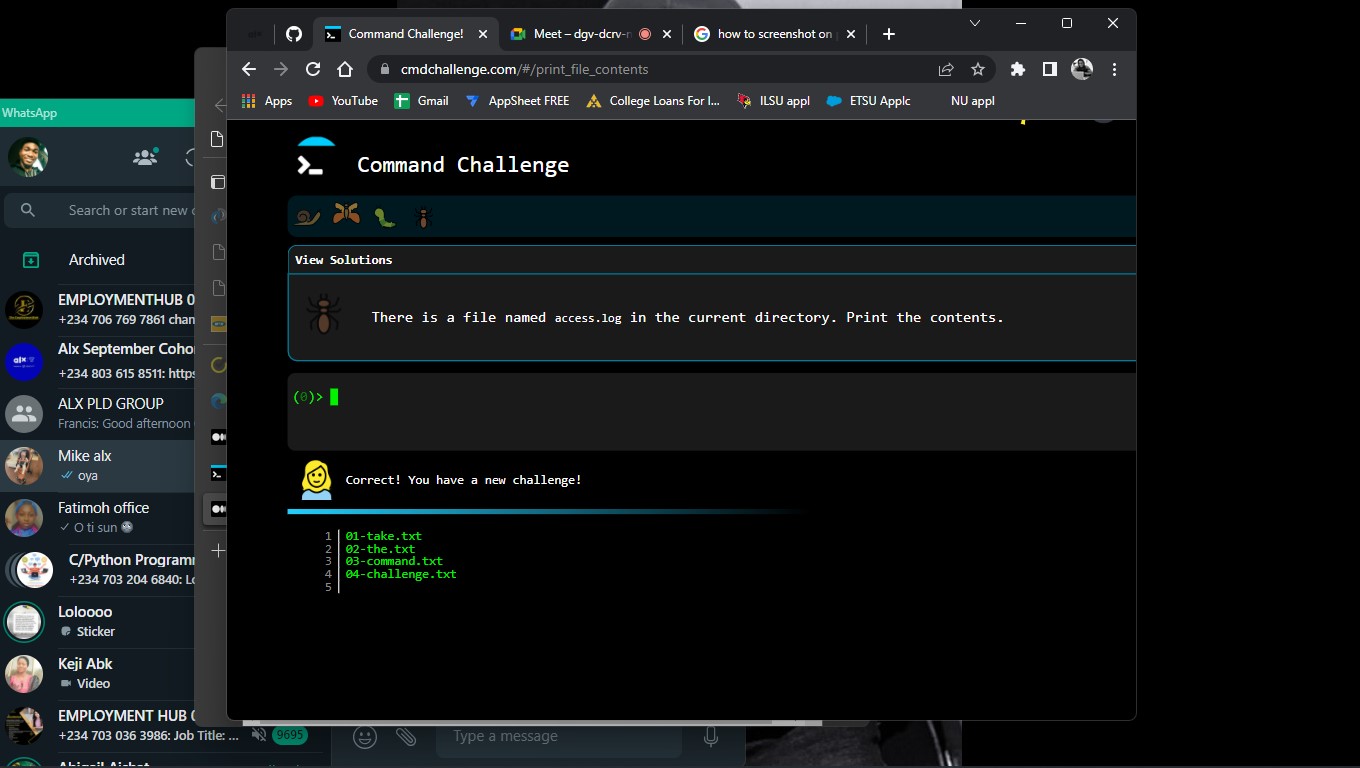 Command Challenge!
Meet – dgv-dcrv-
how to screenshot on
cmdchallenge.com/#/print_file_contents
Apps
YouTube
Gmail
AppSheet FREE
College Loans For I...
ILSU appl
ETSU Applc
NU appl
WhatsApp
Search or start new
Archived
EMPLOYMENTHUB 0
+234 706 769 7861 chan
Alx September Coho
+234 803 615 8511: https
ALX PLD GROUP
Francis: Good afternoon
Mike alx
oya
Fatimoh office
O ti sun
C/Python Program
+234 703 204 6840: Lo
Loloooo
Sticker
Keji Abk
Video
EMPLOYMENT HUB
+234 703 036 3986: Job Title: ...
9695
Type a message
Command Challenge
View Solutions
There is a file named access.log in the current directory. Print the contents.
(0)>
Correct! You have a new challenge!
1 01-take.txt
2 02-the.txt
3 03-command.txt
4 04-challenge.txt
5